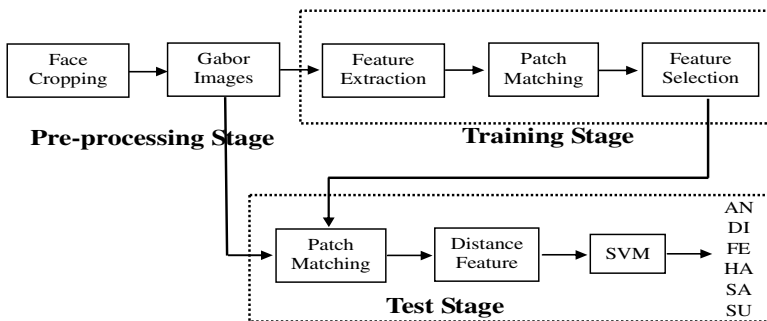 Face
Cropping
Gabor
Images
Feature
Extraction
Patch
Matching
Feature
Selection
Pre-processing Stage
Training Stage
Patch
Matching
Distance
Feature
SVM
AN
DI
FE
HA
SA
SU
Test Stage